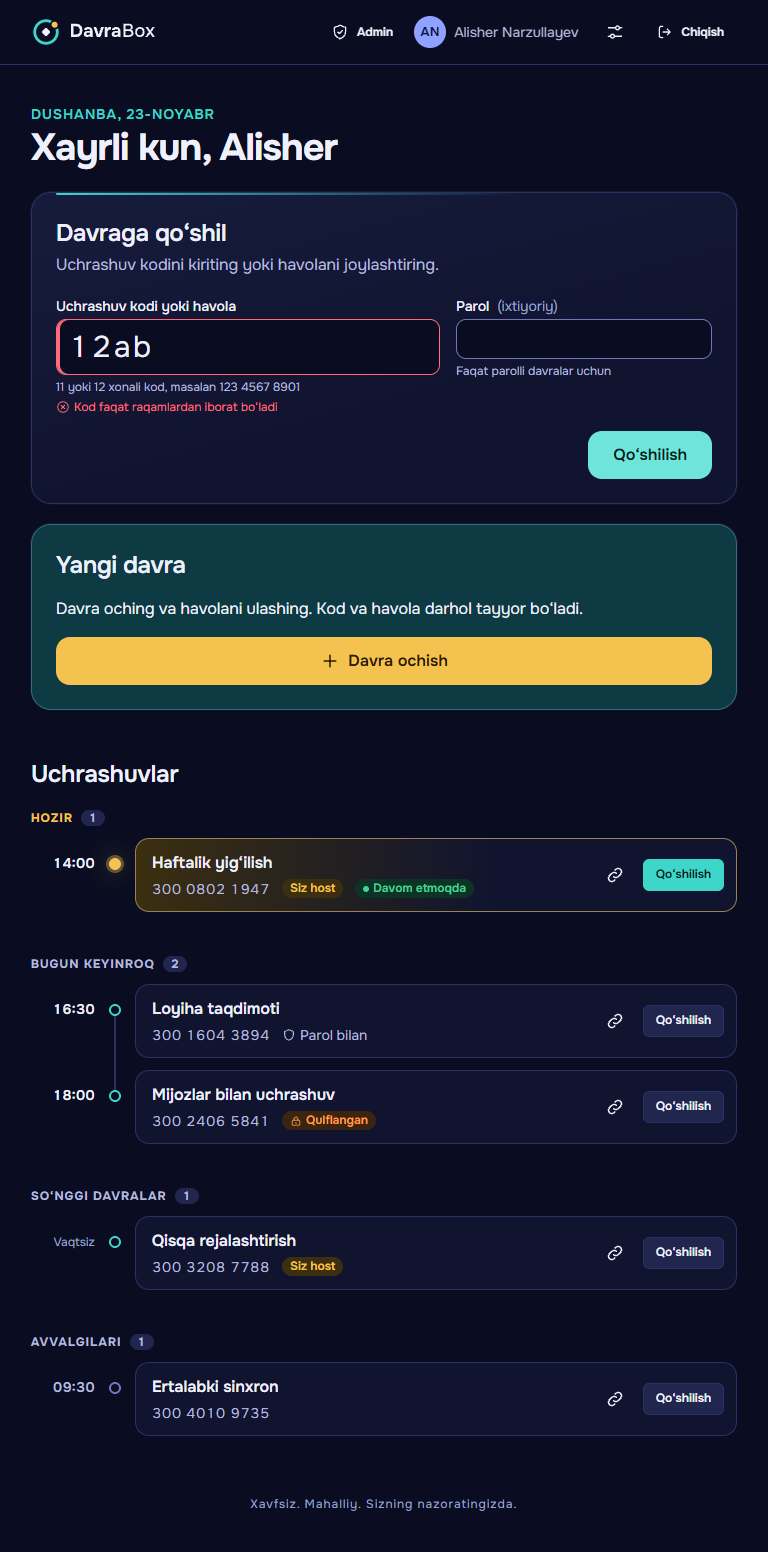 DavraBox
Admin
AN
Alisher Narzullayev
Chiqish
DUSHANBA, 23-NOYABR
Xayrli kun, Alisher
Davraga qo‘shil
Uchrashuv kodini kiriting yoki havolani joylashtiring.
Uchrashuv kodi yoki havola
Parol (ixtiyoriy)
12ab
11 yoki 12 xonali kod, masalan 123 4567 8901
Faqat parolli davralar uchun
Kod faqat raqamlardan iborat bo‘ladi
Qo‘shilish
Yangi davra
Davra oching va havolani ulashing. Kod va havola darhol tayyor bo‘ladi.
+ Davra ochish
Uchrashuvlar
HOZIR 1
14:00
Haftalik yig‘ilish
300 0802 1947 Siz host Davom etmoqda
Qo‘shilish
BUGUN KEYINROQ 2
16:30
Loyiha taqdimoti
300 1604 3894 Parol bilan
Qo‘shilish
18:00
Mijozlar bilan uchrashuv
300 2406 5841 Qulflangan
Qo‘shilish
SO‘NGGI DAVRALAR 1
Vaqtsiz
Qisqa rejalashtirish
300 3208 7788 Siz host
Qo‘shilish
AVVALGILARI 1
09:30
Ertalabki sinxron
300 4010 9735
Qo‘shilish
Xavfsiz. Mahalliy. Sizning nazoratingizda.